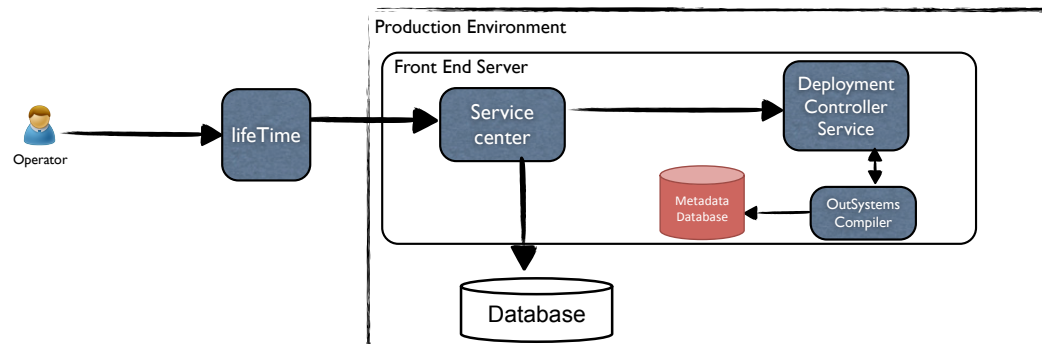 Production Environment
Front End Server
Operator
lifeTime
Service
center
Deployment
Controller
Service
Metadata
Database
OutSystems
Compiler
Database